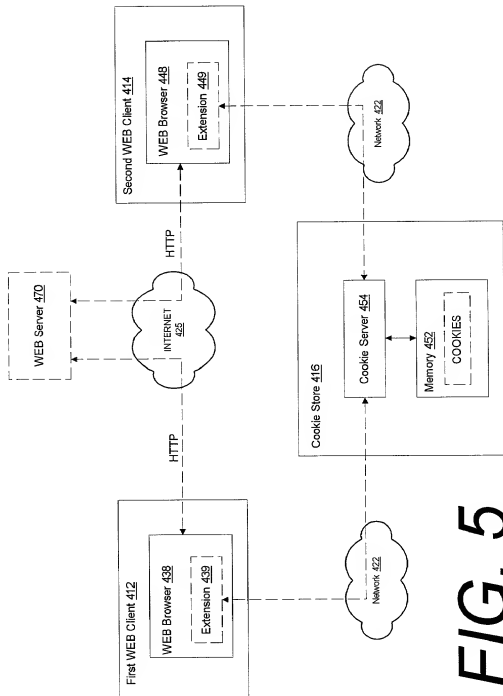 WEB Server 470
HTTP
INTERNET
425
HTTP
First WEB Client 412
WEB Browser 438
Extension 439
Second WEB Client 414
WEB Browser 448
Extension 449
Network 422
Network 422
Cookie Store 416
Cookie Server 454
Memory 452
COOKIES
FIG. 5